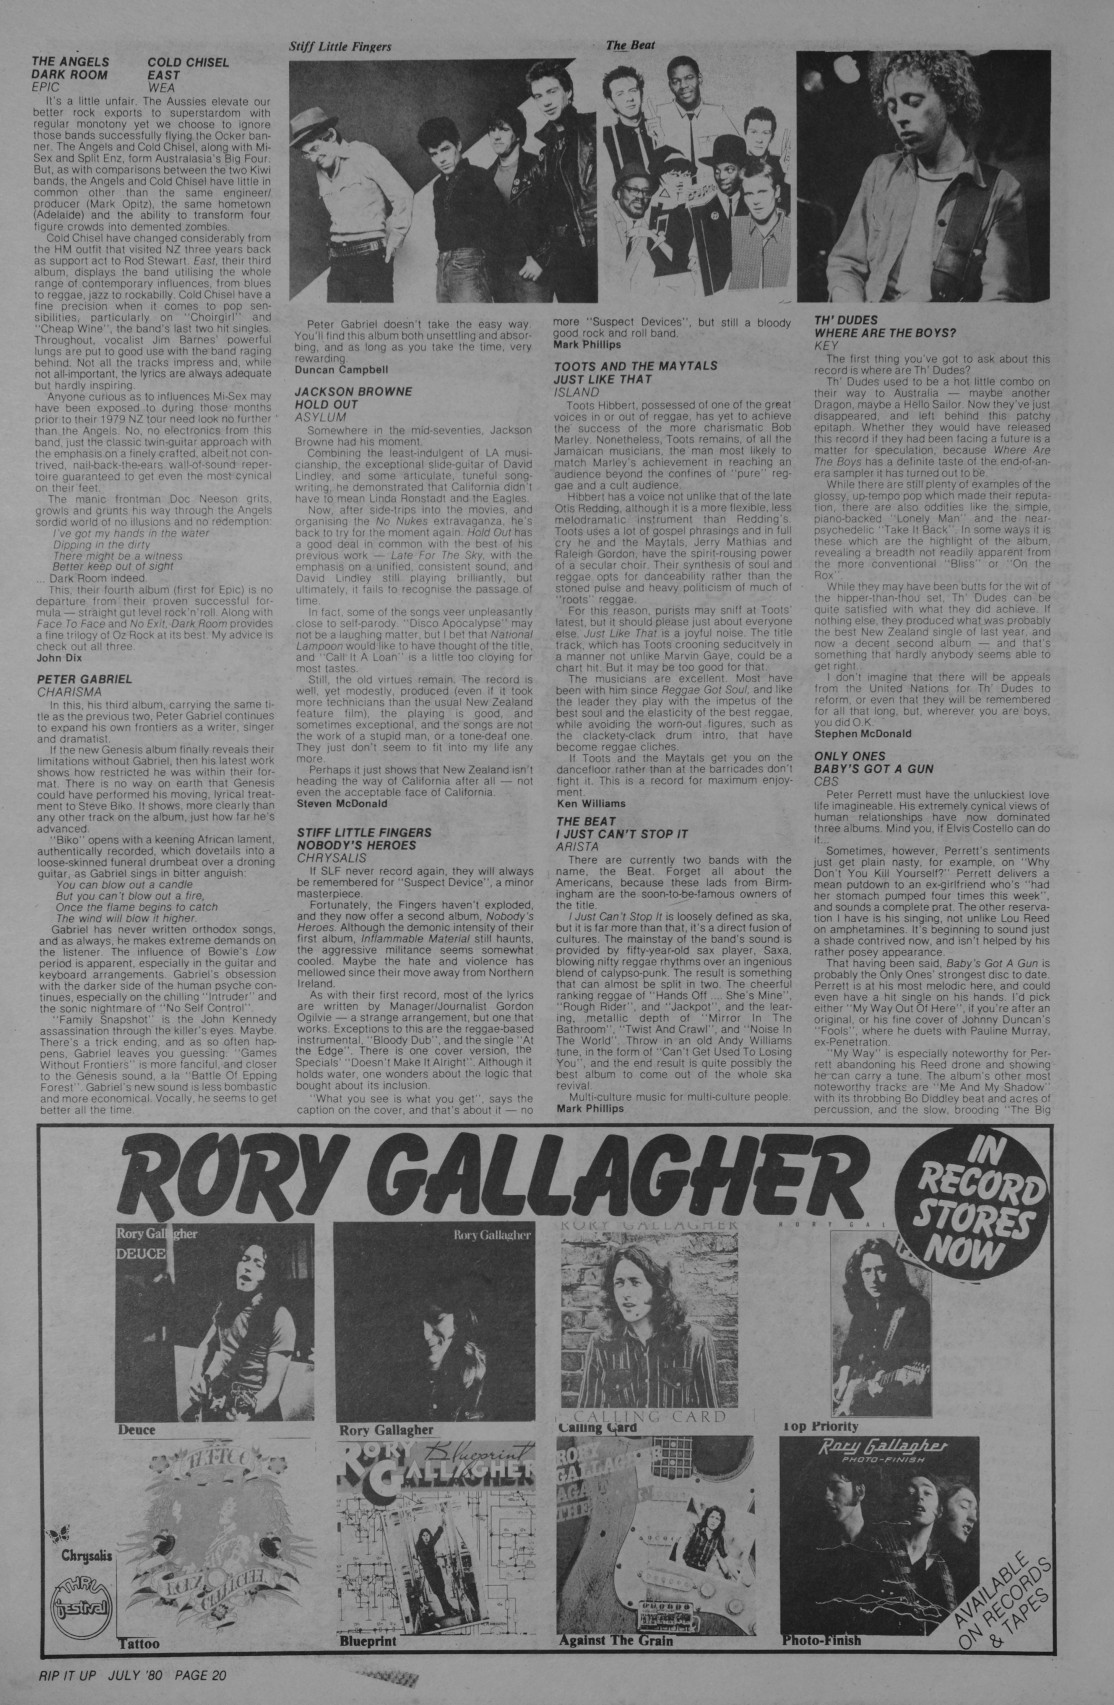 THE ANGELS
DARK ROOM
EPIC
COLD CHISEL
EAST
WEA
It's a little unfair. The Aussies elevate our
better rock exports to superstardom with
regular monotony yet we choose to ignore
those bands successfully flying the Ocker ban-
ner. The Angels and Cold Chisel, along with Mi-
Sex and Split Enz, form Australasia's Big Four.
But, as with comparisons between the two Kiwi
bands, the Angels and Cold Chisel have little in
common other than the same engineer/
producer (Mark Opitz), the same hometown
(Adelaide) and the ability to transform four
figure crowds into demented zombies.
Cold Chisel have changed considerably from
the HM outfit that visited NZ three years back
as support act to Rod Stewart. East, their third
album, displays the band utilising the whole
range of contemporary influences, from blues
to reggae, jazz to rockabilly. Cold Chisel have a
fine precision when it comes to pop sen-
sibilities, particularly on "Choirgirl" and
"Cheap Wine", the band's last two hit singles.
Throughout, vocalist Jim Barnes' powerful
lungs are put to good use with the band raging
behind. Not all the tracks impress and, while
not all-important, the lyrics are always adequate
but hardly inspiring.
Anyone curious as to influences Mi-Sex may
have been exposed to during those months
prior to their 1979 NZ tour need look no further
than the Angels. No, no electronics from this
band, just the classic twin-guitar approach with
the emphasis on a finely crafted, albeit not con-
trived, nail-back-the-ears, wall-of-sound reper-
toire guaranteed to get even the most cynical
on their feet.
The manic frontman Doc Neeson grits,
growls and grunts his way through the Angels
sordid world of no illusions and no redemption:
I've got my hands in the water
Dipping in the dirty
There might be a witness
Better keep out of sight
... Dark Room indeed.
This, their fourth album (first for Epic) is no
departure from their proven successful for-
mula — straight gut level rock'n'roll. Along with
Face To Face and No Exit, Dark Room provides
a fine trilogy of Oz Rock at its best. My advice is
check out all three.
John Dix
PETER GABRIEL
CHARISMA
In this, his third album, carrying the same ti-
tle as the previous two, Peter Gabriel continues
to expand his own frontiers as a writer, singer
and dramatist.
If the new Genesis album finally reveals their
limitations without Gabriel, then his latest work
shows how restricted he was within their for-
mat. There is no way on earth that Genesis
could have performed his moving, lyrical treat-
ment to Steve Biko. It shows, more clearly than
any other track on the album, just how far he's
advanced.
"Biko" opens with a keening African lament,
authentically recorded, which dovetails into a
loose-skinned funeral drumbeat over a droning
guitar, as Gabriel sings in bitter anguish:
You can blow out a candle
But you can't blow out a fire,
Once the flame begins to catch
The wind will blow it higher.
Gabriel has never written orthodox songs,
and as always, he makes extreme demands on
the listener. The influence of Bowie's Low
period is apparent, especially in the guitar and
keyboard arrangements. Gabriel's obsession
with the darker side of the human psyche con-
tinues, especially on the chilling "Intruder" and
the sonic nightmare of "No Self Control".
"Family Snapshot" is the John Kennedy
assassination through the killer's eyes. Maybe.
There's a trick ending, and as so often hap-
pens, Gabriel leaves you guessing. "Games
Without Frontiers" is more fanciful, and closer
to the Genesis sound, a la "Battle Of Epping
Forest". Gabriel's new sound is less bombastic
and more economical. Vocally, he seems to get
better all the time.
Stiff Little Fingers
The Beat
Peter Gabriel doesn't take the easy way.
You'll find this album both unsettling and absor-
bing, and as long as you take the time, very
rewarding.
Duncan Campbell
JACKSON BROWNE
HOLD OUT
ASYLUM
Somewhere in the mid-seventies, Jackson
Browne had his moment.
Combining the least-indulgent of LA musi-
cianship, the exceptional slide-guitar of David
Lindley, and some articulate, tuneful song-
writing, he demonstrated that California didn't
have to mean Linda Ronstadt and the Eagles.
Now, after side-trips into the movies, and
organising the No Nukes extravaganza, he's
back to try for the moment again. Hold Out has
a good deal in common with the best of his
previous work — Late For The Sky, with the
emphasis on a unified, consistent sound, and
David Lindley still playing brilliantly, but
ultimately, it fails to recognise the passage of
time.
In fact, some of the songs veer unpleasantly
close to self-parody. "Disco Apocalypse" may
not be a laughing matter, but I bet that National
Lampoon would like to have thought of the title,
and "Call It A Loan" is a little too cloying for
most tastes.
Still, the old virtues remain. The record is
well, yet modestly, produced (even if it took
more technicians than the usual New Zealand
feature film), the playing is good, and
sometimes exceptional, and the songs are not
the work of a stupid man, or a tone-deaf one.
They just don't seem to fit into my life any
more.
Perhaps it just shows that New Zealand isn't
heading the way of California after all — not
even the acceptable face of California.
Steven McDonald
STIFF LITTLE FINGERS
NOBODY'S HEROES
CHRYSALIS
If SLF never record again, they will always
be remembered for "Suspect Device", a minor
masterpiece.
Fortunately, the Fingers haven't exploded,
and they now offer a second album, Nobody's
Heroes. Although the demonic intensity of their
first album, Inflammable Material still haunts,
the aggressive militance seems somewhat
cooled. Maybe the hate and violence has
mellowed since their move away from Northern
Ireland.
As with their first record, most of the lyrics
are written by Manager/Journalist Gordon
Ogilvie — a strange arrangement, but one that
works. Exceptions to this are the reggae-based
instrumental, "Bloody Dub", and the single "At
the Edge". There is one cover version, the
Specials "Doesn't Make It Alright". Although it
holds water, one wonders about the logic that
bought about its inclusion.
"What you see is what you get", says the
caption on the cover, and that's about it — no
more "Suspect Devices", but still a bloody
good rock and roll band.
Mark Phillips
TOOTS AND THE MAYTALS
JUST LIKE THAT
ISLAND
Toots Hibbert, possessed of one of the great
voices in or out of reggae, has yet to achieve
the success of the more charismatic Bob
Marley. Nonetheless, Toots remains, of all the
Jamaican musicians, the man most likely to
match Marley's achievement in reaching an
audience beyond the confines of "pure" reg-
gae and a cult audience.
Hibbert has a voice not unlike that of the late
Otis Redding, although it is a more flexible, less
melodramatic instrument than Redding's.
Toots uses a lot of gospel phrasings and in full
cry he and the Maytals, Jerry Mathias and
Raleigh Gordon, have the spirit-rousing power
of a secular choir. Their synthesis of soul and
reggae opts for danceability rather than the
stoned pulse and heavy politicism of much of
"roots" reggae.
For this reason, purists may sniff at Toots'
latest, but it should please just about everyone
else. Just Like That is a joyful noise. The title
track, which has Toots crooning seducitvely in
a manner not unlike Marvin Gaye, could be a
chart hit. But it may be too good for that.
The musicians are excellent. Most have
been with him since Reggae Got Soul, and like
the leader they play with the impetus of the
best soul and the elasticity of the best reggae,
while avoiding the worn-out figures, such as
the clackety-clack drum intro, that have
become reggae cliches.
If Toots and the Maytals get you on the
dancefloor rather than at the barricades don't
fight it. This is a record for maximum enjoy-
ment.
Ken Williams
THE BEAT
I JUST CAN'T STOP IT
ARISTA
There are currently two bands with the
name, the Beat. Forget all about the
Americans, because these lads from Birm-
ingham are the soon-to-be-famous owners of
the title.
I Just Can't Stop It is loosely defined as ska,
but it is far more than that, it's a direct fusion of
cultures. The mainstay of the band's sound is
provided by fifty-year-old sax player, Saxa,
blowing nifty reggae rhythms over an ingenious
blend of calypso-punk. The result is something
that can almost be split in two. The cheerful
ranking reggae of "Hands Off ... She's Mine",
"Rough Rider", and "Jackpot", and the lear-
ing metallic depth of "Mirror In The
Bathroom", "Twist And Crawl", and "Noise In
The World". Throw in an old Andy Williams
tune, in the form of "Can't Get Used To Losing
You", and the end result is quite possibly the
best album to come out of the whole ska
revival.
Multi-culture music for multi-culture people.
Mark Phillips
TH' DUDES
WHERE ARE THE BOYS?
KEY
The first thing you've got to ask about this
record is where are Th' Dudes?
Th' Dudes used to be a hot little combo on
their way to Australia — maybe another
Dragon, maybe a Hello Sailor. Now they've just
disappeared, and left behind this patchy
epitaph. Whether they would have released
this record if they had been facing a future is a
matter for speculation, because Where Are
The Boys has a definite taste of the end-of-an-
era sampler it has turned out to be.
While there are still plenty of examples of the
glossy, up-tempo pop which made their reputa-
tion, there are also oddities like the simple,
piano-backed "Lonely Man" and the near-
psychedelic "Take It Back". In some ways it is
these which are the highlight of the album,
revealing a breadth not readily apparent from
the more conventional "Bliss" or "On the
Rox".
While they may have been butts for the wit of
the hipper-than-thou set, Th' Dudes can be
quite satisfied with what they did achieve. If
nothing else, they produced what was probably
the best New Zealand single of last year, and
now a decent second album — and that's
something that hardly anybody seems able to
get right.
I don't imagine that there will be appeals
from the United Nations for Th' Dudes to
reform, or even that they will be remembered
for all that long, but, wherever you are boys,
you did O.K.
Stephen McDonald
ONLY ONES
BABY'S GOT A GUN
CBS
Peter Perrett must have the unluckiest love
life imagineable. His extremely cynical views of
human relationships have now dominated
three albums. Mind you, if Elvis Costello can do
it...
Sometimes, however, Perrett's sentiments
just get plain nasty, for example, on "Why
Don't You Kill Yourself?" Perrett delivers a
mean putdown to an ex-girlfriend who's "had
her stomach pumped four times this week",
and sounds a complete prat. The other reserva-
tion I have is his singing, not unlike Lou Reed
on amphetamines. It's beginning to sound just
a shade contrived now, and isn't helped by his
rather posey appearance.
That having been said, Baby's Got A Gun is
probably the Only Ones' strongest disc to date.
Perrett is at his most melodic here, and could
even have a hit single on his hands. I'd pick
either "My Way Out Of Here", if you're after an
original, or his fine cover of Johnny Duncan's
"Fools", where he duets with Pauline Murray,
ex-Penetration.
"My Way" is especially noteworthy for Per-
rett abandoning his Reed drone and showing
he can carry a tune. The album's other most
noteworthy tracks are "Me And My Shadow"
with its throbbing Bo Diddley beat and acres of
percussion, and the slow, brooding "The Big
RORY GALLAGHER
IN
RECORD
STORES
NOW
Rory Gallagher
DEUCE
Deuce
Rory Gallagher
Rory Gallagher
RORY GALLAGHER
CALLING CARD
Calling Card
RORY GAL
Top Priority
TATTOO
RORY GALLAGHER
Tattoo
RORY GALLAGHER
Blueprint
Blueprint
RORY
GALLAGHER
AGAINST
THE GRAIN
Against The Grain
Rory Gallagher
PHOTO-FINISH
Photo-Finish
Chrysalis
THRU
Festival
AVAILABLE
ON RECORDS
& TAPES
RIP IT UP JULY '80 PAGE 20